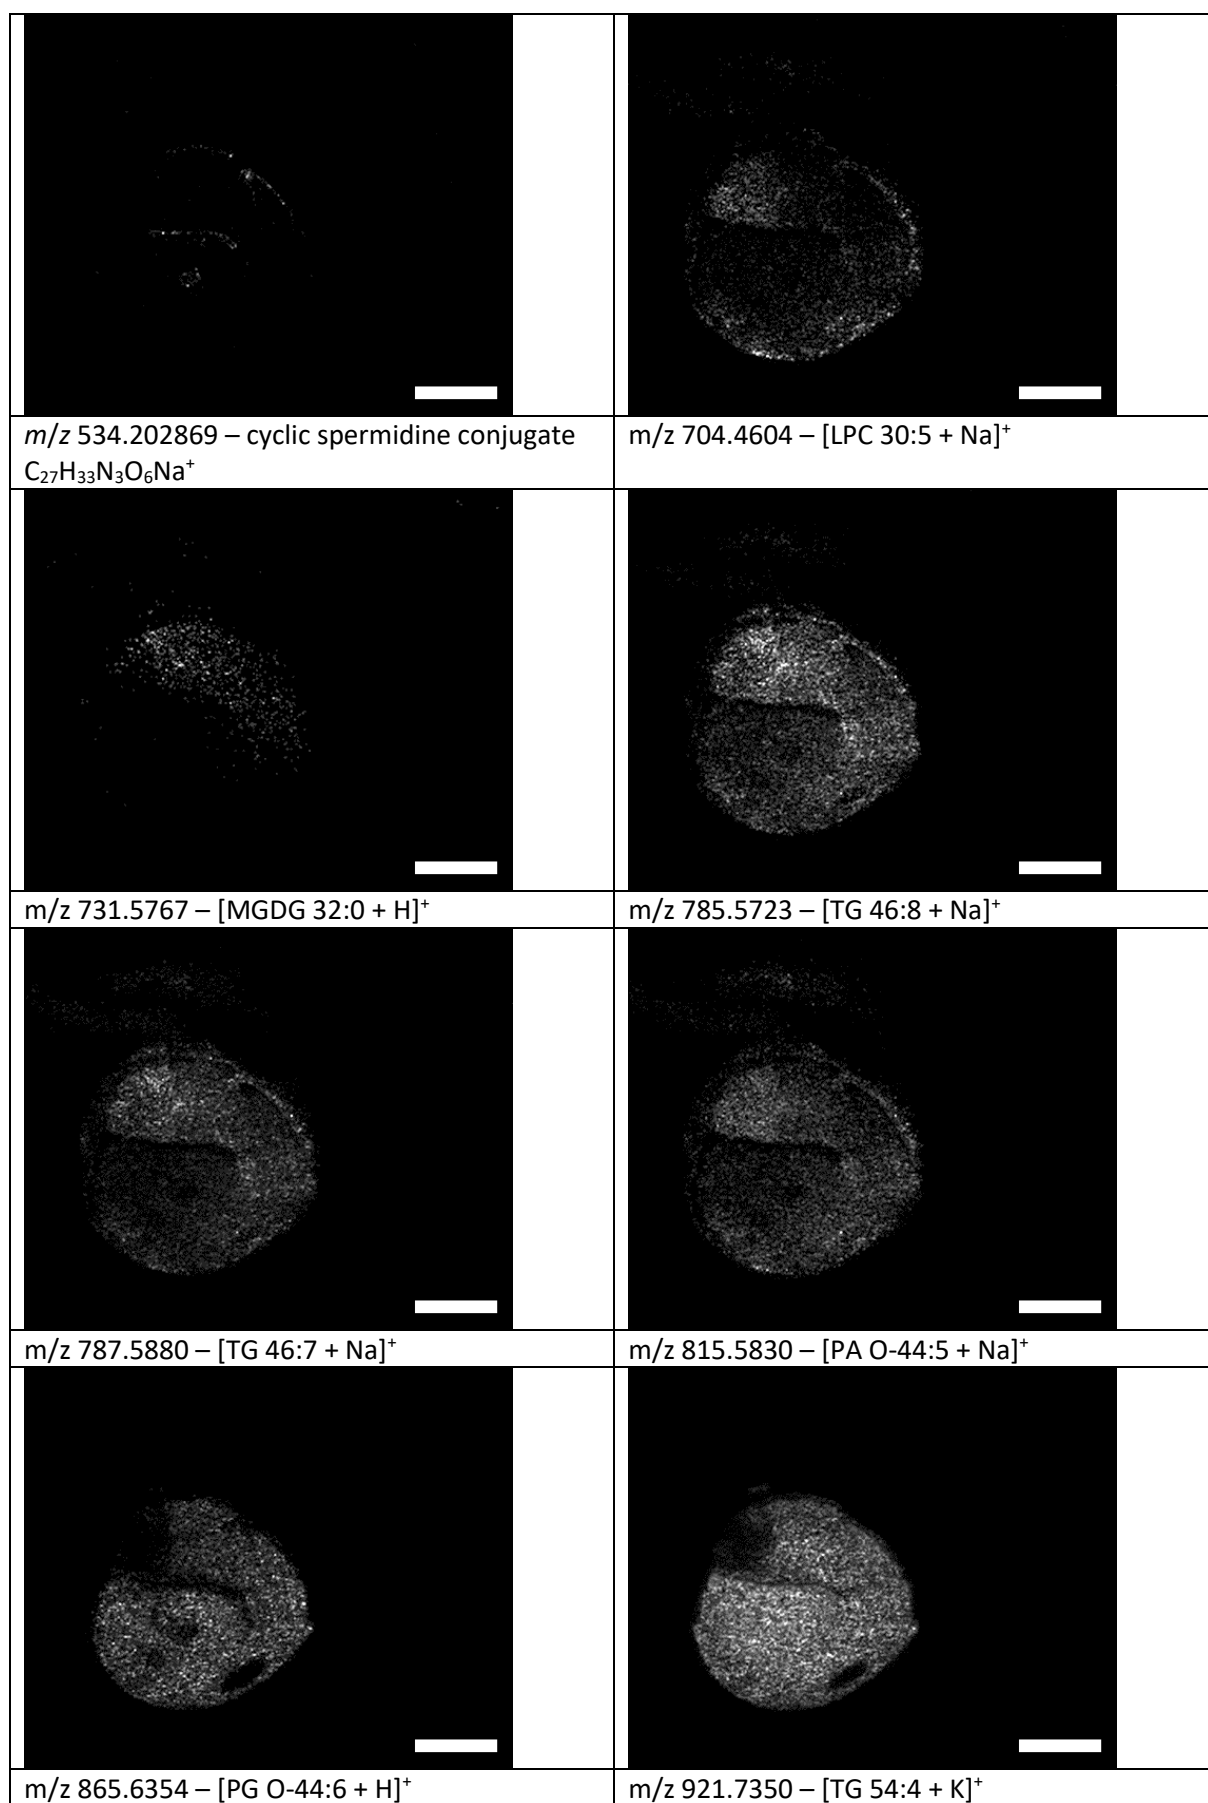 m/z 534.202869 – cyclic spermidine conjugate
C₂₇H₃₃N₃O₆Na⁺
m/z 704.4604 – [LPC 30:5 + Na]⁺
m/z 731.5767 – [MGDG 32:0 + H]⁺
m/z 785.5723 – [TG 46:8 + Na]⁺
m/z 787.5880 – [TG 46:7 + Na]⁺
m/z 815.5830 – [PA O-44:5 + Na]⁺
m/z 865.6354 – [PG O-44:6 + H]⁺
m/z 921.7350 – [TG 54:4 + K]⁺